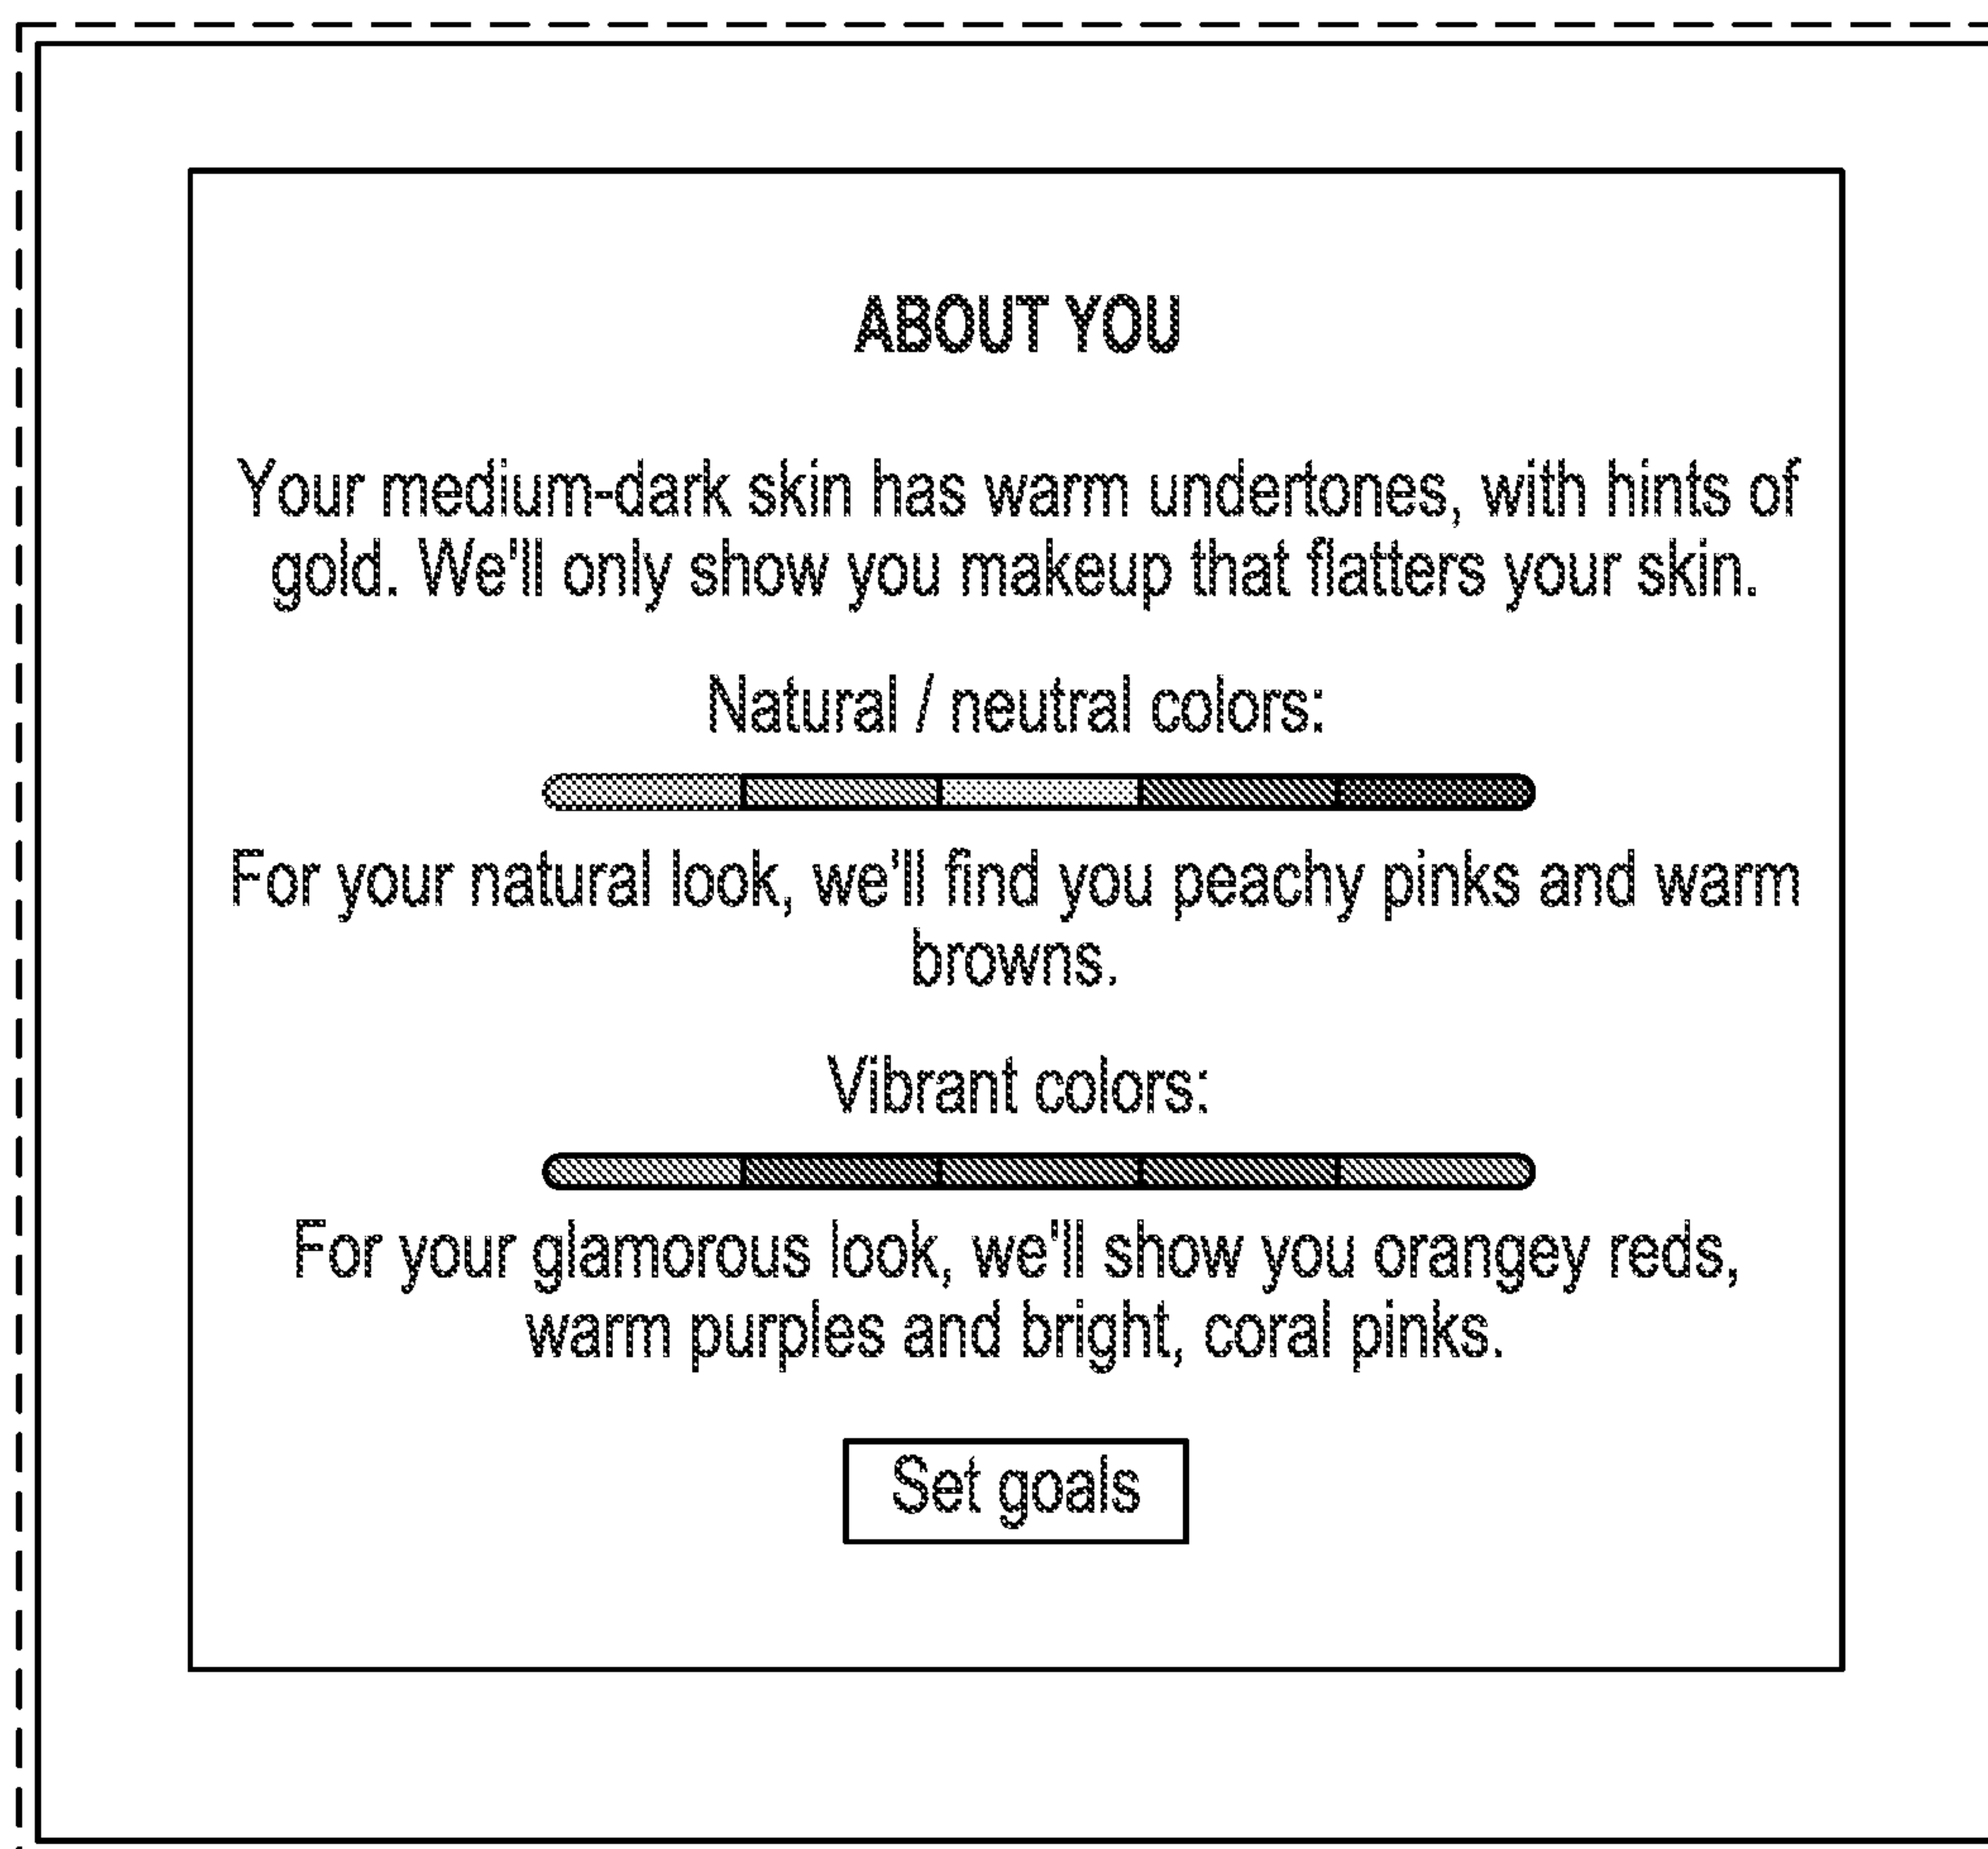 ABOUT YOU
Your medium-dark skin has warm undertones, with hints of
gold. We'll only show you makeup that flatters your skin.
Natural / neutral colors:
For your natural look, we'll find you peachy pinks and warm
browns.
Vibrant colors:
For your glamorous look, we'll show you orangey reds,
warm purples and bright, coral pinks.
Set goals